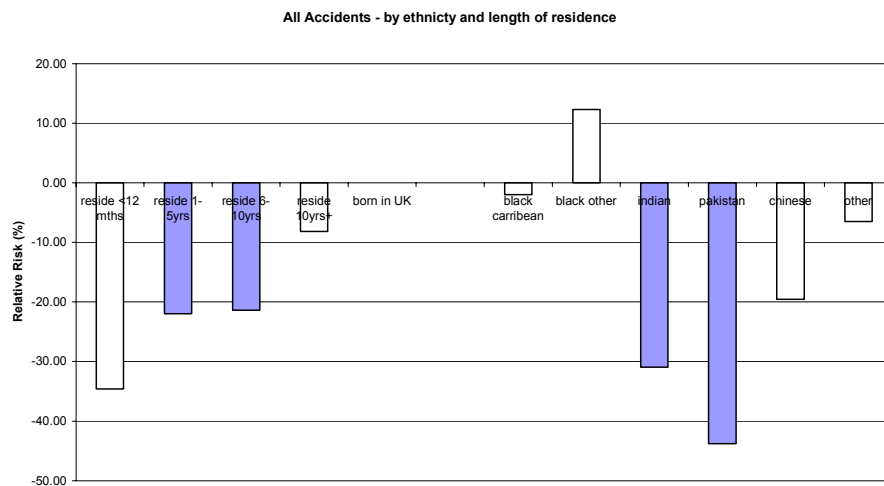 All Accidents - by ethnicty and length of residence
Relative Risk (%)
20.00
10.00
0.00
-10.00
-20.00
-30.00
-40.00
-50.00
reside <12
mths
reside 1-
5yrs
reside 6-
10yrs
reside
10yrs+
born in UK
black
carribean
black other
indian
pakistan
chinese
other